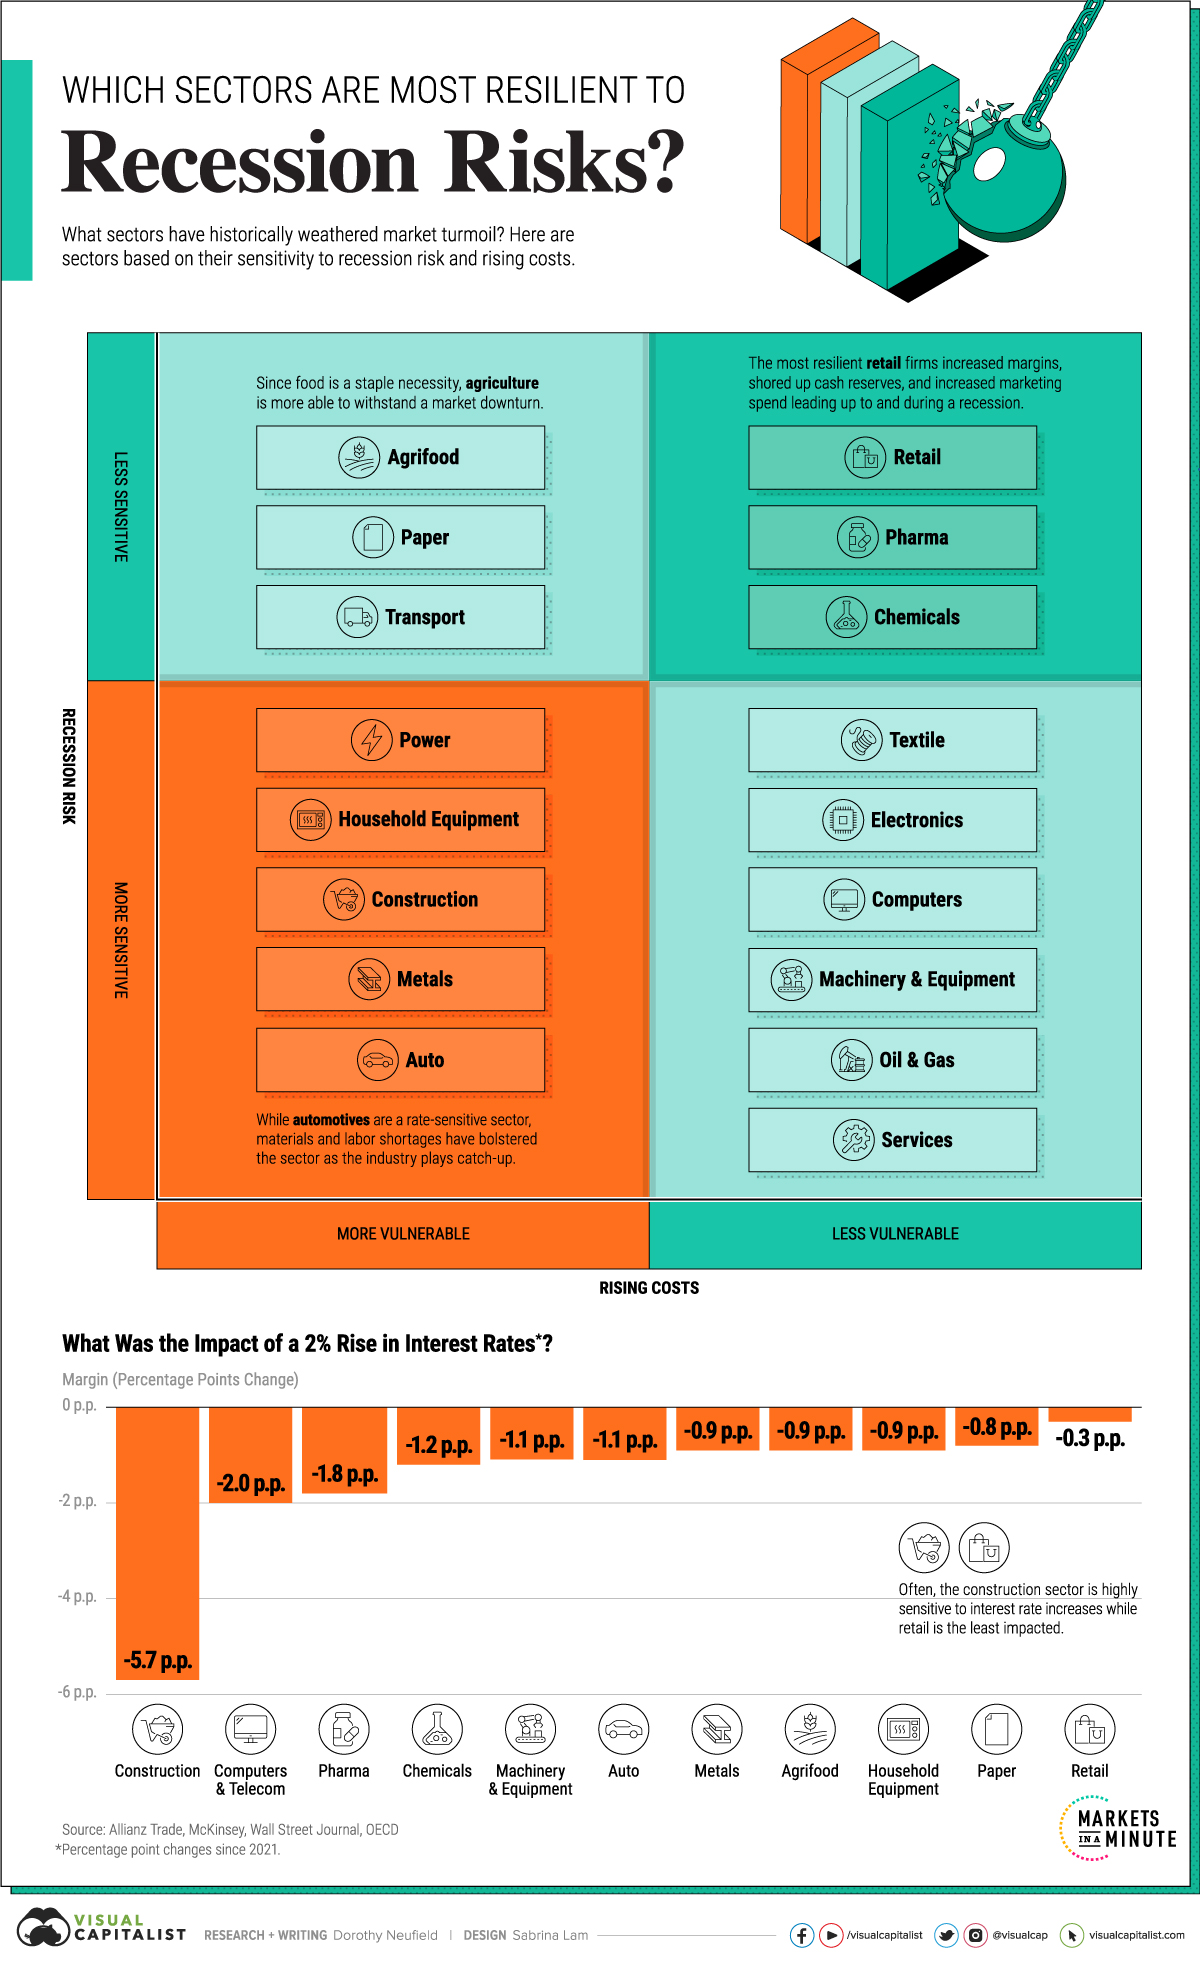 WHICH SECTORS ARE MOST RESILIENT TO
Recession Risks?
What sectors have historically weathered market turmoil? Here are
sectors based on their sensitivity to recession risk and rising costs.
RECESSION RISK
LESS SENSITIVE
Since food is a staple necessity, agriculture
is more able to withstand a market downturn.
Agrifood
Paper
Transport
The most resilient retail firms increased margins,
shored up cash reserves, and increased marketing
spend leading up to and during a recession.
Retail
Pharma
Chemicals
MORE SENSITIVE
Power
Household Equipment
Construction
Metals
Auto
While automotives are a rate-sensitive sector,
materials and labor shortages have bolstered
the sector as the industry plays catch-up.
Textile
Electronics
Computers
Machinery & Equipment
Oil & Gas
Services
MORE VULNERABLE
LESS VULNERABLE
RISING COSTS
What Was the Impact of a 2% Rise in Interest Rates*?
Margin (Percentage Points Change)
0 p.p.
-2 p.p.
-4 p.p.
-6 p.p.
-5.7 p.p.
-2.0 p.p.
-1.8 p.p.
-1.2 p.p.
-1.1 p.p.
-1.1 p.p.
-0.9 p.p.
-0.9 p.p.
-0.9 p.p.
-0.8 p.p.
-0.3 p.p.
Often, the construction sector is highly
sensitive to interest rate increases while
retail is the least impacted.
Construction
Computers
& Telecom
Pharma
Chemicals
Machinery
& Equipment
Auto
Metals
Agrifood
Household
Equipment
Paper
Retail
Source: Allianz Trade, McKinsey, Wall Street Journal, OECD
*Percentage point changes since 2021.
MARKETS
IN A MINUTE
VISUAL
CAPITALIST
RESEARCH + WRITING Dorothy Neufield | DESIGN Sabrina Lam
/visualcapitalist
@visualcap
visualcapitalist.com